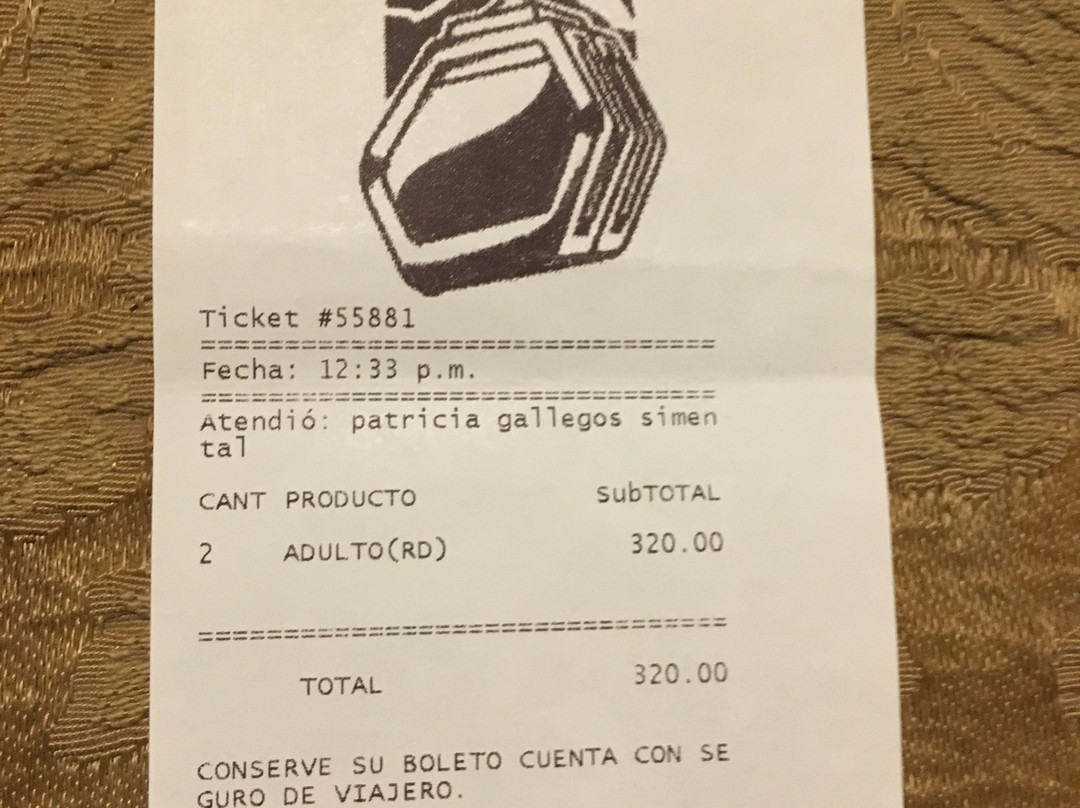 Ticket #55881
===============================
Fecha: 12:33 p.m.
===============================
Atendió: patricia gallegos simen
tal
CANT PRODUCTO SubTOTAL
2 ADULTO(RD) 320.00
===============================
TOTAL 320.00
CONSERVE SU BOLETO CUENTA CON SE
GURO DE VIAJERO.